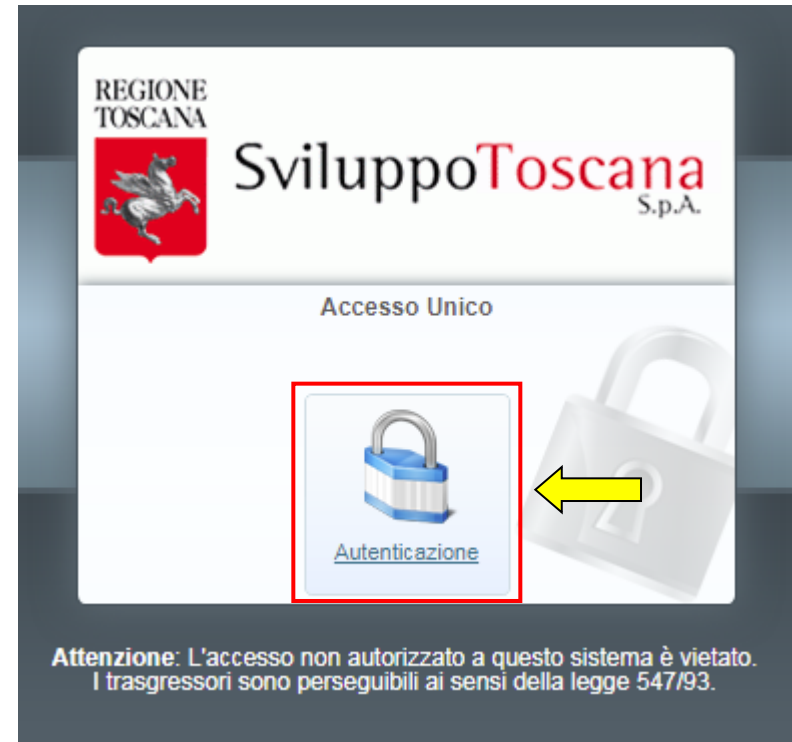 REGIONE
TOSCANA
SviluppoToscana
S.p.A.
Accesso Unico
Autenticazione
Attenzione: L'accesso non autorizzato a questo sistema è vietato.
I trasgressori sono perseguibili ai sensi della legge 547/93.